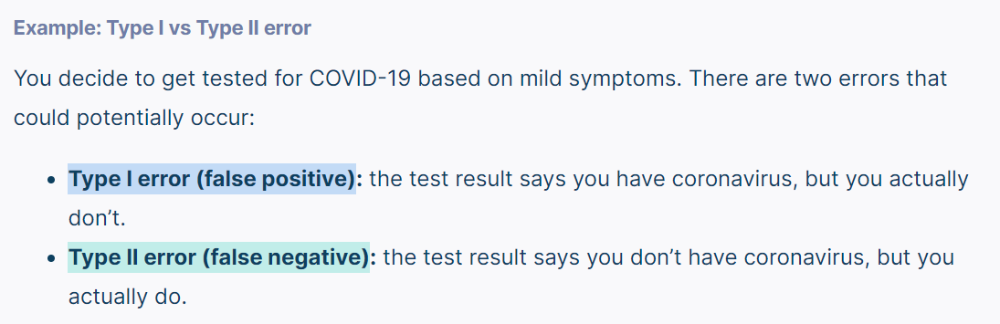 Example: Type I vs Type II error
You decide to get tested for COVID-19 based on mild symptoms. There are two errors that
could potentially occur:
• Type I error (false positive): the test result says you have coronavirus, but you actually
don’t.
• Type II error (false negative): the test result says you don’t have coronavirus, but you
actually do.